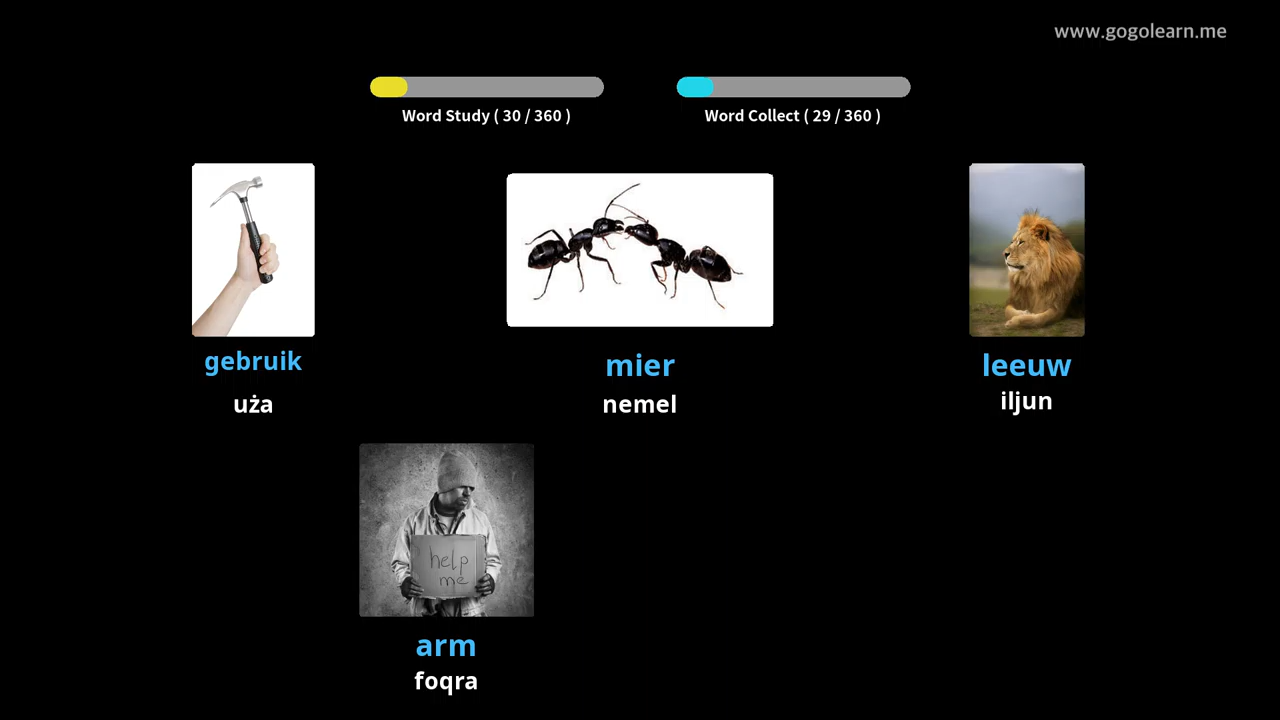 www.gogolearn.me
Word Study ( 30 / 360 )
Word Collect ( 29 / 360 )
gebruik
uża
mier
nemel
leeuw
iljun
help
me
arm
foqra